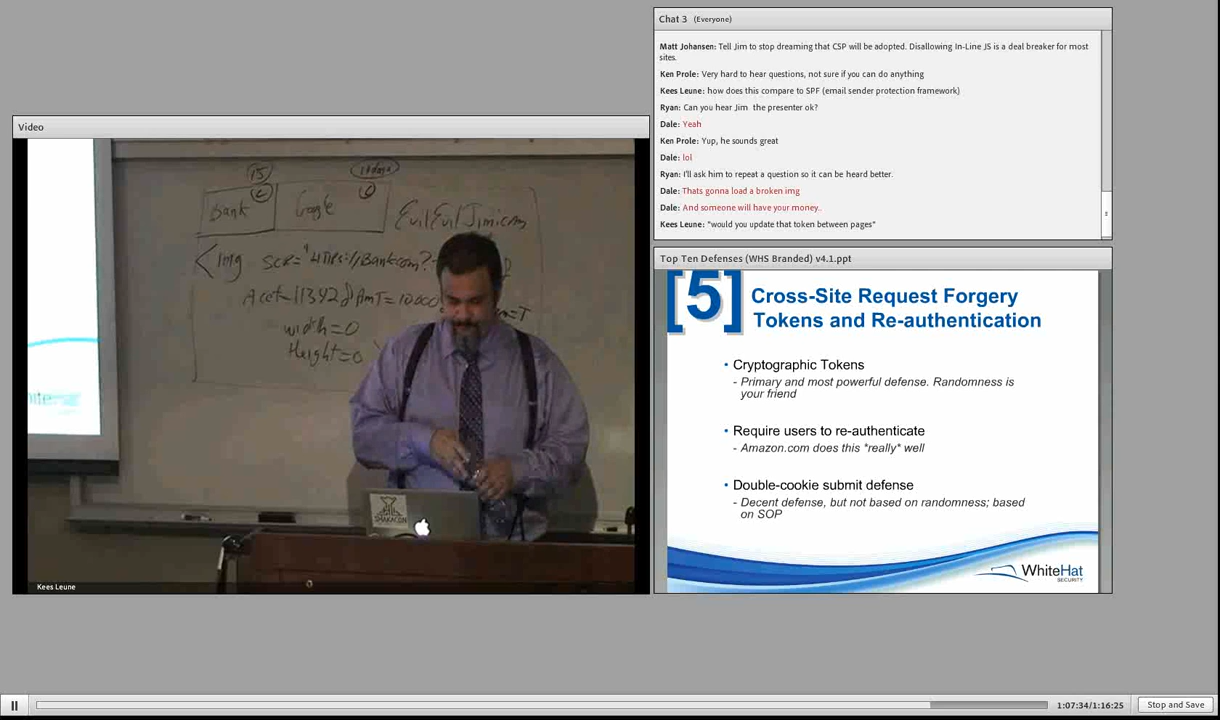 Chat 3 (Everyone)
Matt Johansen: Tell Jim to stop dreaming that CSP will be adopted. Disallowing In-Line JS is a deal breaker for most
sites.
Ken Prole: Very hard to hear questions, not sure if you can do anything
Kees Leune: how does this compare to SPF (email sender protection framework)
Ryan: Can you hear Jim the presenter ok?
Dale: Yeah
Ken Prole: Yup, he sounds great
Dale: lol
Ryan: I'll ask him to repeat a question so it can be heard better.
Dale: Thats gonna load a broken img
Dale: And someone will have your money..
Kees Leune: "would you update that token between pages"
Video
15
Bank
Google
EvilEvilJim.com
<img src="https://Bank.com?
Acct=11392 Amt=10000
width=0
Height=0
SHAKACON
Kees Leune
Top Ten Defenses (WHS Branded) v4.1.ppt
[5] Cross-Site Request Forgery
Tokens and Re-authentication
• Cryptographic Tokens
- Primary and most powerful defense. Randomness is
your friend
• Require users to re-authenticate
- Amazon.com does this *really* well
• Double-cookie submit defense
- Decent defense, but not based on randomness; based
on SOP
WhiteHat
SECURITY
1:07:34/1:16:25
Stop and Save